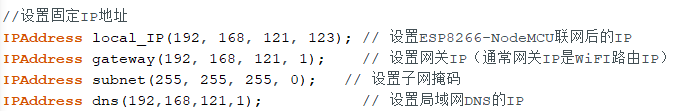 //设置固定IP地址
IPAddress local_IP(192, 168, 121, 123); // 设置ESP8266-NodeMCU联网后的IP
IPAddress gateway(192, 168, 121, 1); // 设置网关IP（通常网关IP是WiFI路由IP）
IPAddress subnet(255, 255, 255, 0); // 设置子网掩码
IPAddress dns(192,168,121,1); // 设置局域网DNS的IP